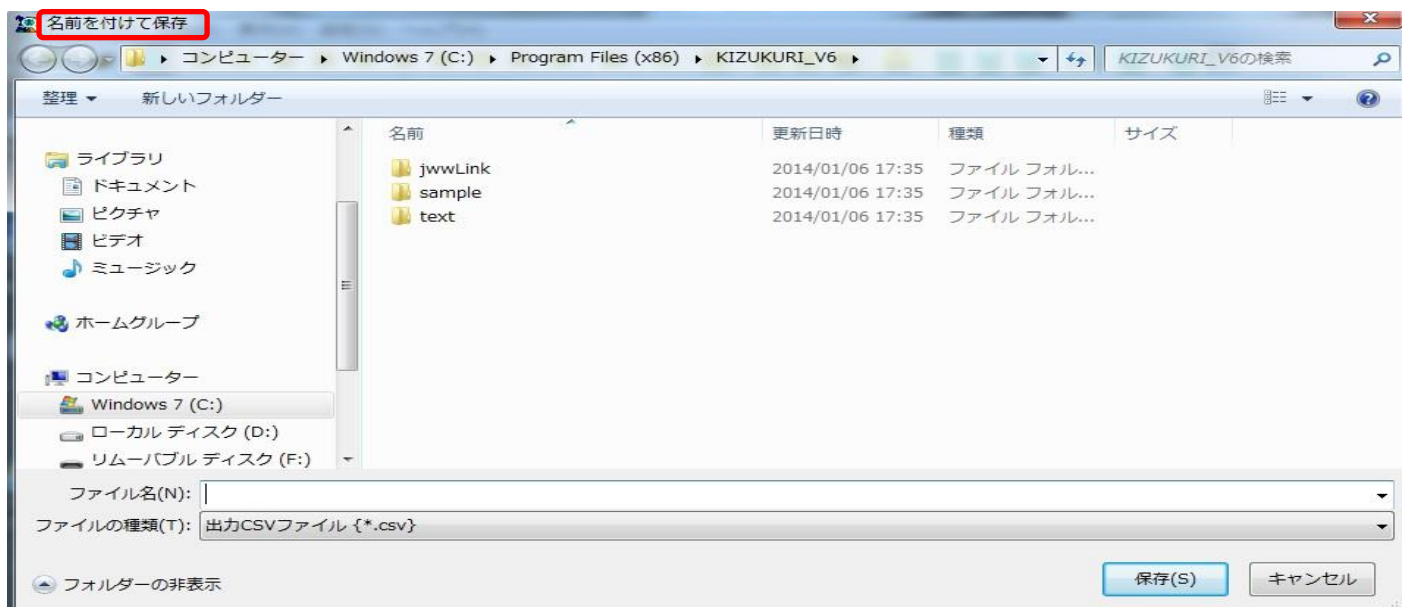 名前を付けて保存
コンピューター Windows 7 (C:) Program Files (x86) KIZUKURI_V6 KIZUKURI_V6の検索
整理 新しいフォルダー
名前 更新日時 種類 サイズ
ライブラリ
ドキュメント
ピクチャ
ビデオ
ミュージック
ホームグループ
コンピューター
Windows 7 (C:)
ローカル ディスク (D:)
リムーバブル ディスク (F:)
jwwLink 2014/01/06 17:35 ファイル フォル...
sample 2014/01/06 17:35 ファイル フォル...
text 2014/01/06 17:35 ファイル フォル...
ファイル名(N):
ファイルの種類(T): 出力CSVファイル {*.csv}
フォルダーの非表示 保存(S) キャンセル